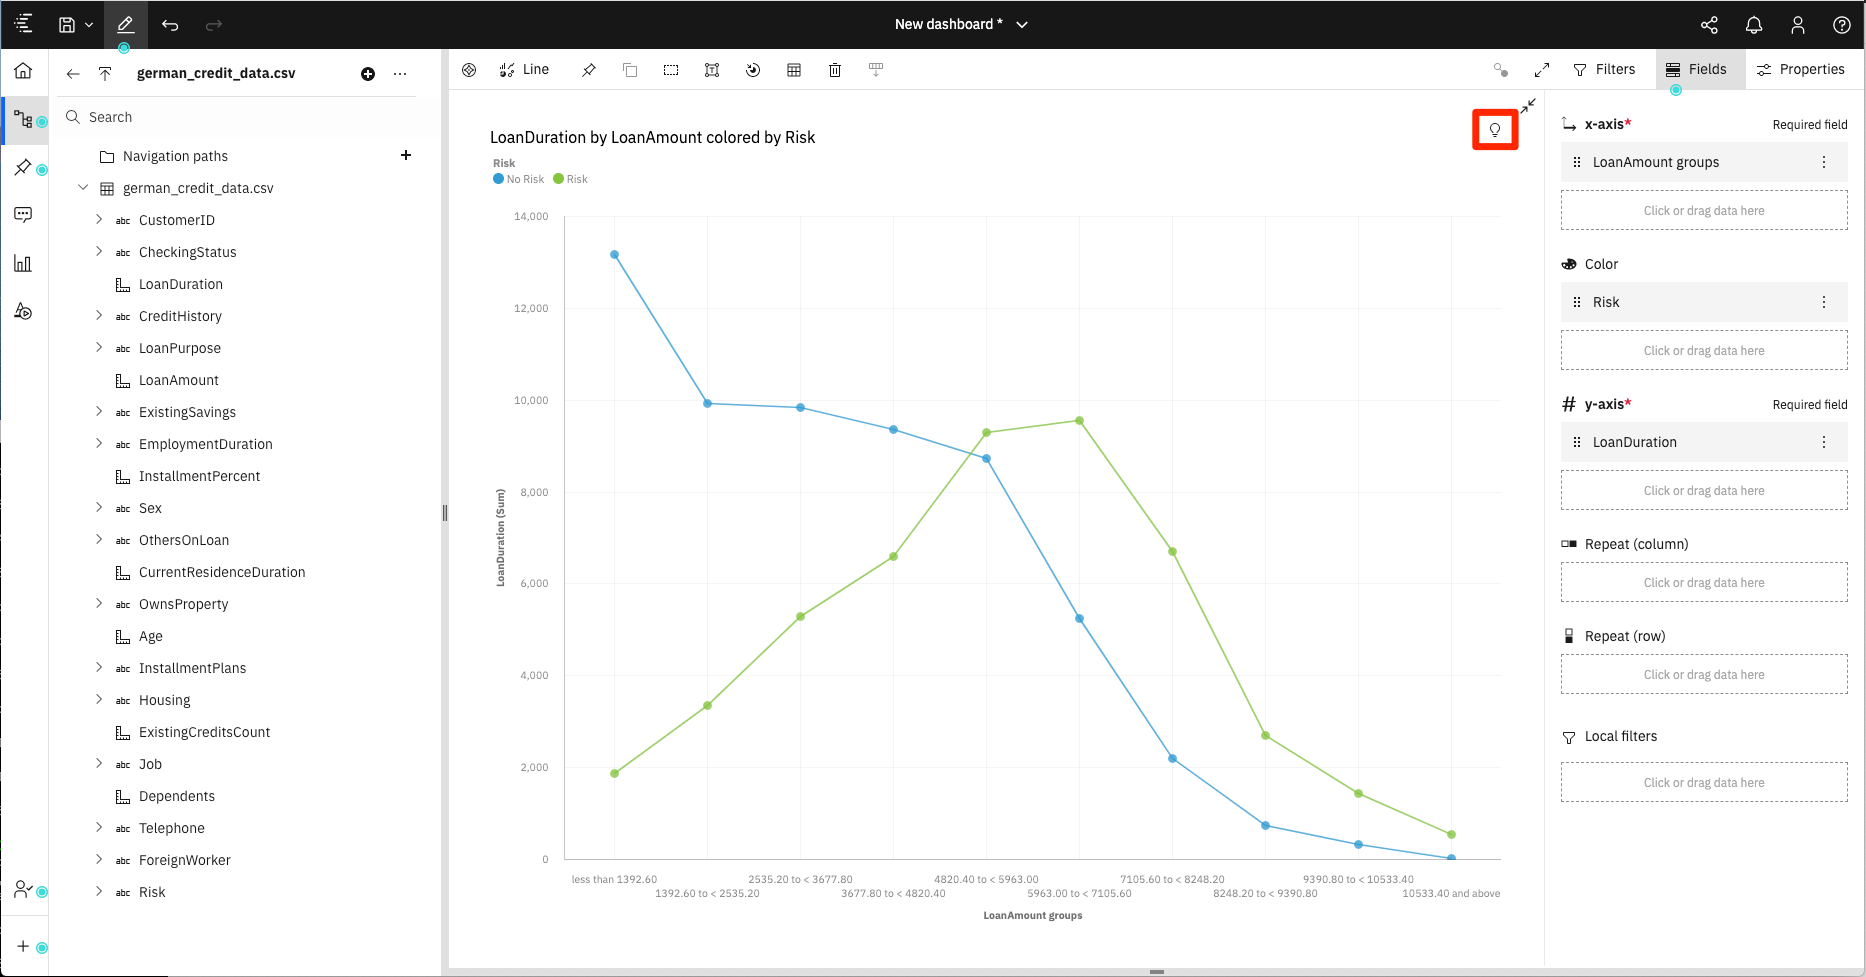 New dashboard *
german_credit_data.csv
Search
Navigation paths
german_credit_data.csv
abc CustomerID
abc CheckingStatus
LoanDuration
abc CreditHistory
abc LoanPurpose
LoanAmount
abc ExistingSavings
abc EmploymentDuration
InstallmentPercent
abc Sex
abc OthersOnLoan
CurrentResidenceDuration
abc OwnsProperty
Age
abc InstallmentPlans
abc Housing
ExistingCreditsCount
abc Job
Dependents
abc Telephone
abc ForeignWorker
abc Risk
Line
Filters
Fields
Properties
LoanDuration by LoanAmount colored by Risk
Risk
No Risk Risk
14,000
12,000
10,000
8,000
6,000
4,000
2,000
0
LoanDuration (Sum)
less than 1392.60
1392.60 to < 2535.20
2535.20 to < 3677.80
3677.80 to < 4820.40
4820.40 to < 5963.00
5963.00 to < 7105.60
7105.60 to < 8248.20
8248.20 to < 9390.80
9390.80 to < 10533.40
10533.40 and above
LoanAmount groups
x-axis* Required field
LoanAmount groups
Click or drag data here
Color
Risk
Click or drag data here
y-axis* Required field
LoanDuration
Click or drag data here
Repeat (column)
Click or drag data here
Repeat (row)
Click or drag data here
Local filters
Click or drag data here